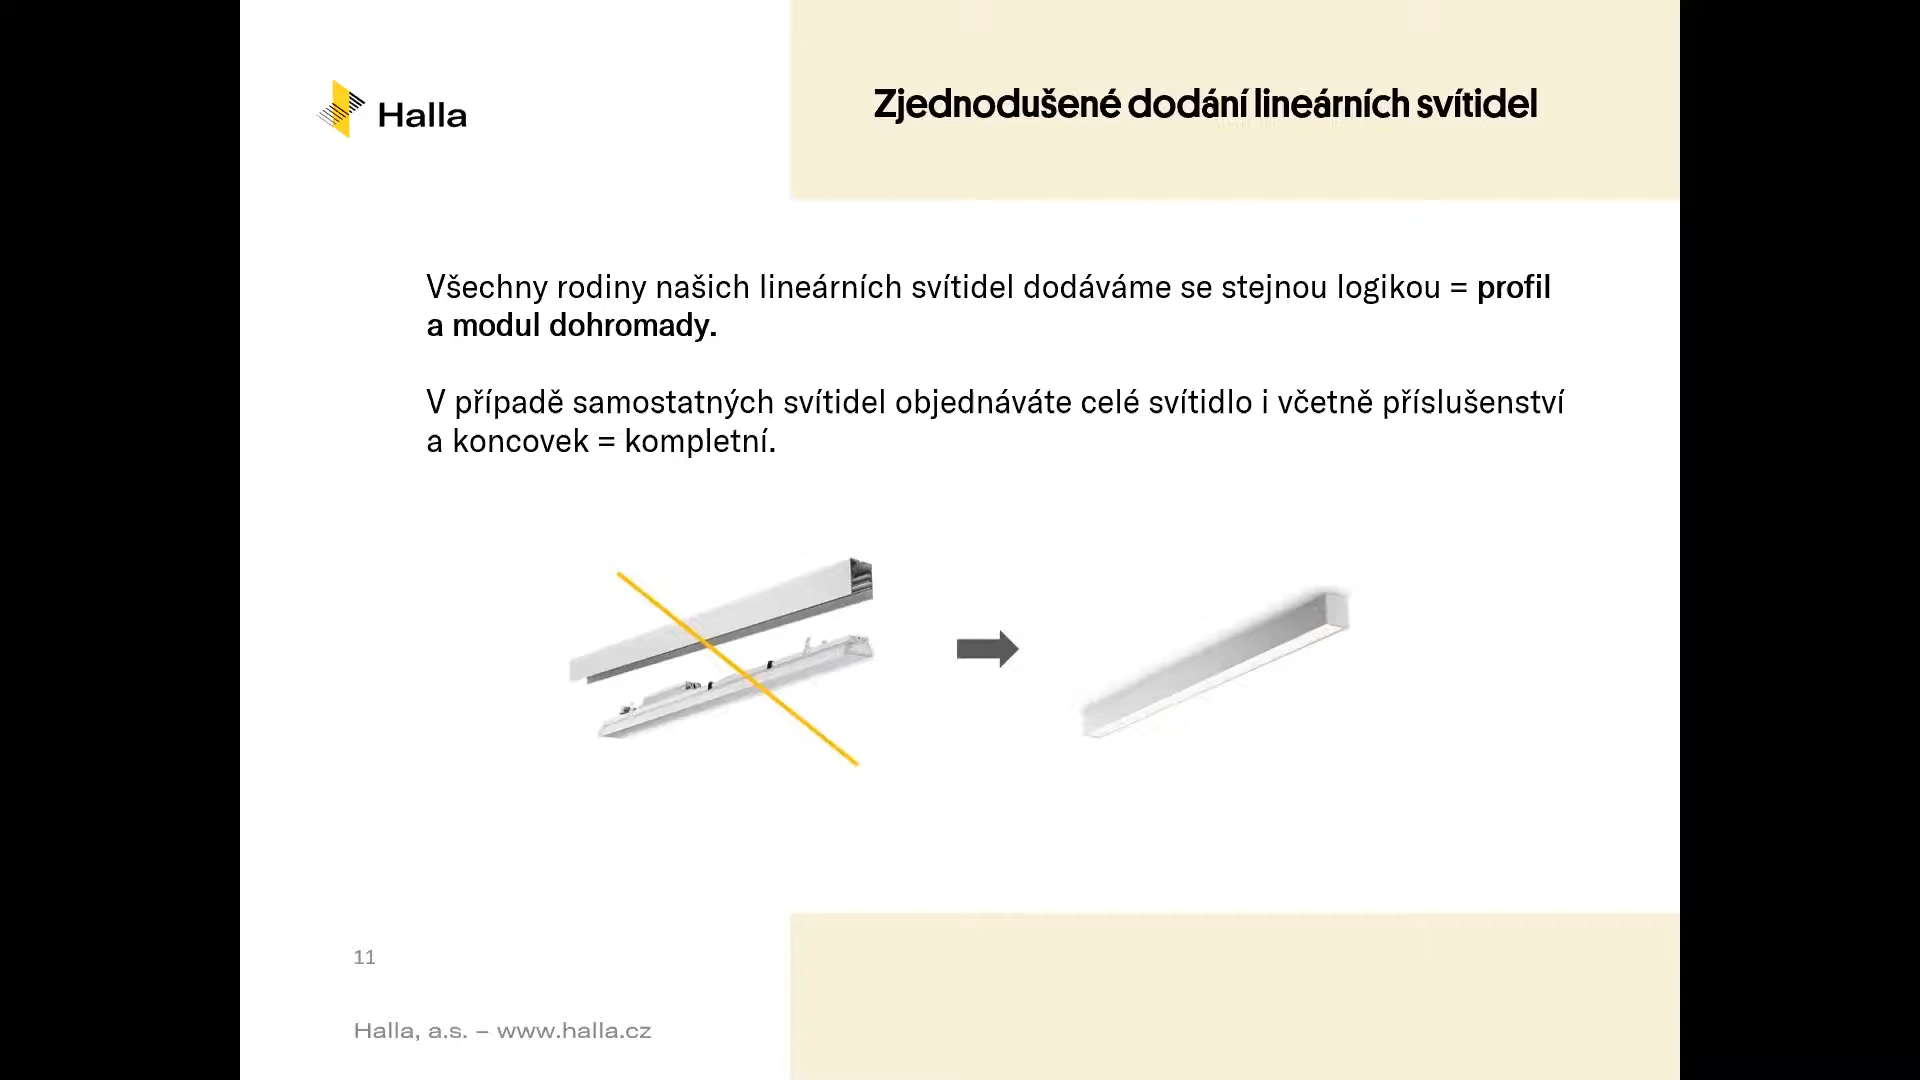 Halla
Zjednodušené dodání lineárních svítidel
Všechny rodiny našich lineárních svítidel dodáváme se stejnou logikou = profil
a modul dohromady.
V případě samostatných svítidel objednáváte celé svítidlo i včetně příslušenství
a koncovek = kompletní.
11
Halla, a.s. – www.halla.cz